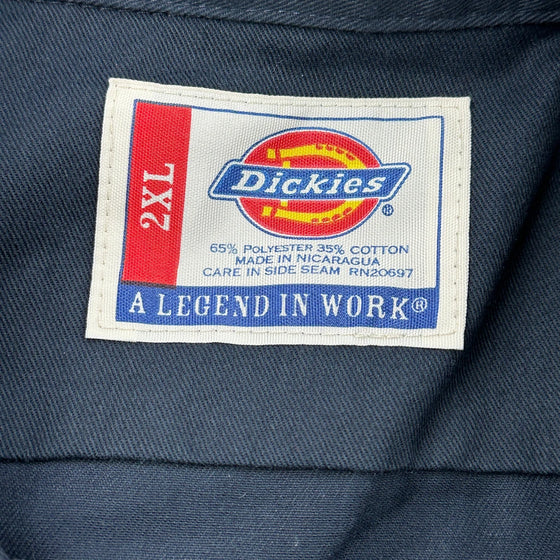 2XL
Dickies®
65% POLYESTER 35% COTTON
MADE IN NICARAGUA
CARE IN SIDE SEAM RN20697
A LEGEND IN WORK®